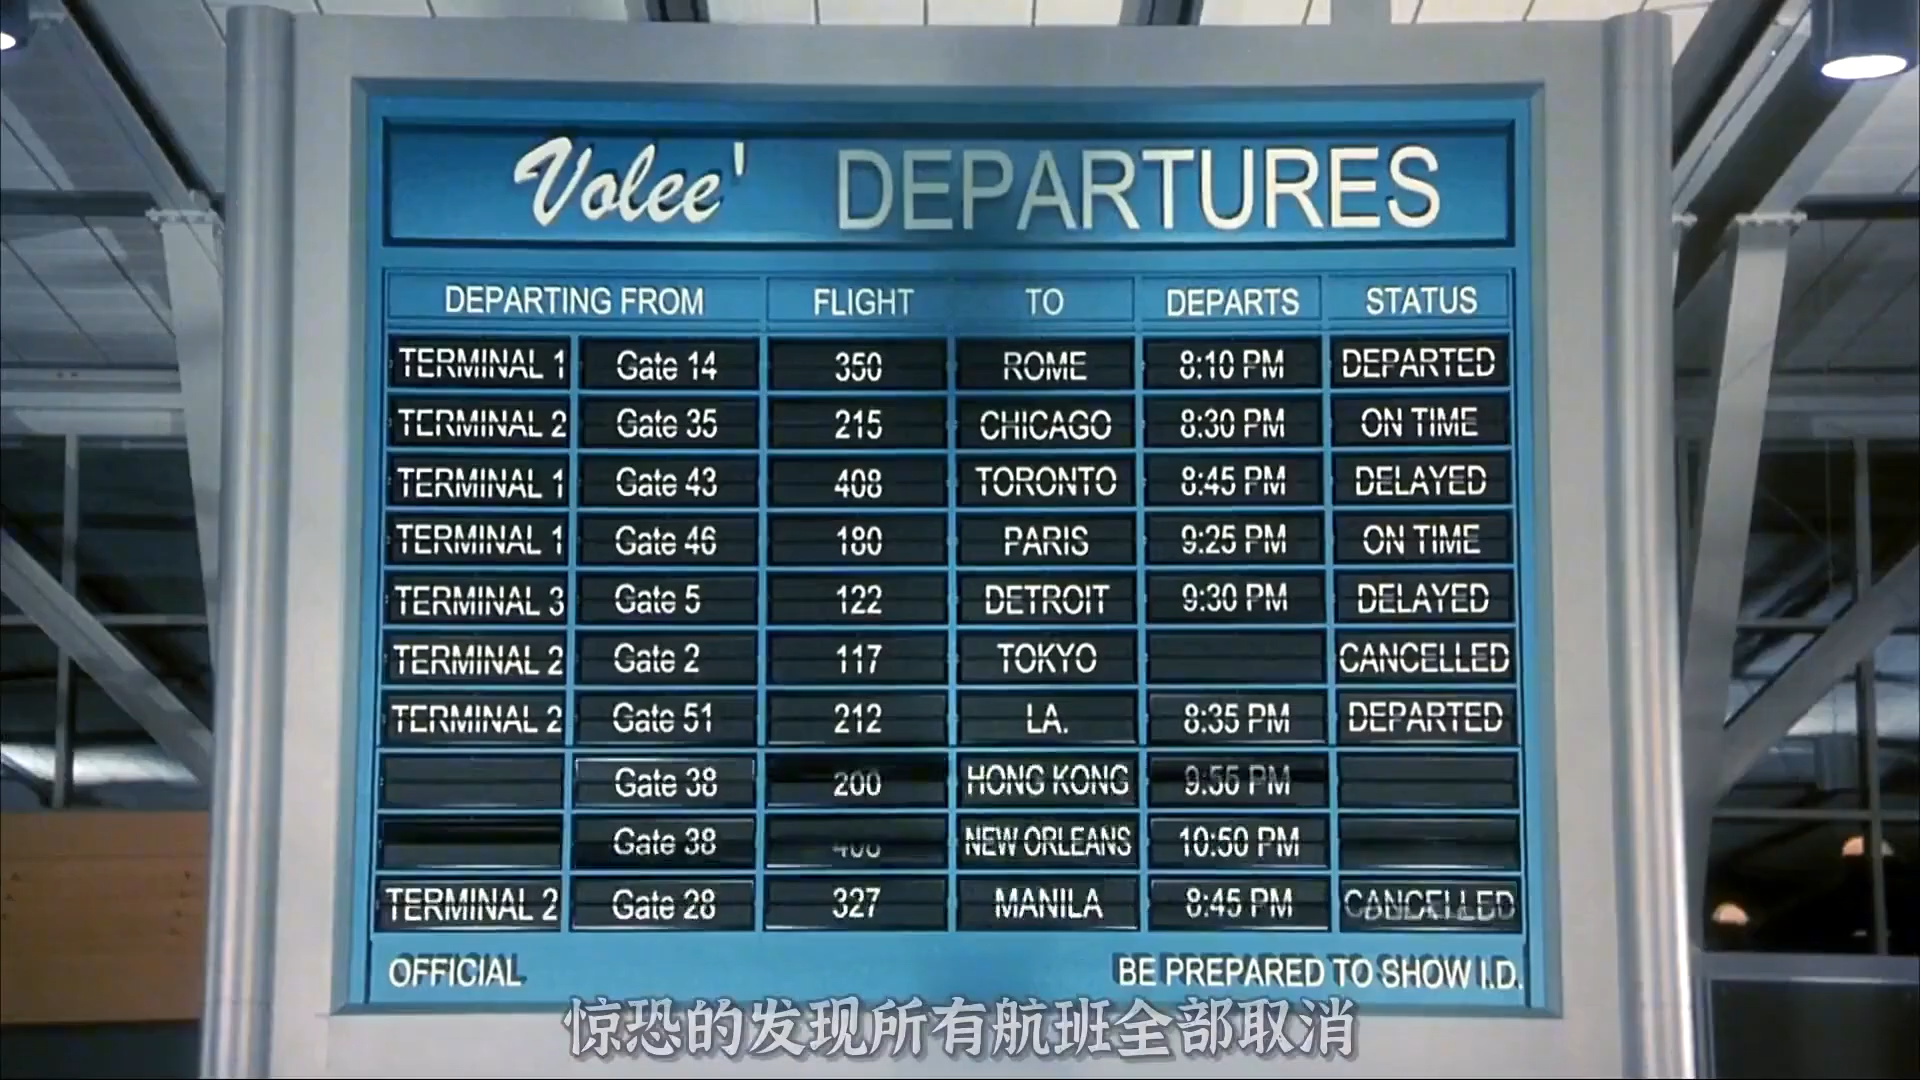 Volee' DEPARTURES
DEPARTING FROM FLIGHT TO DEPARTS STATUS
TERMINAL 1 Gate 14 350 ROME 8:10 PM DEPARTED
TERMINAL 2 Gate 35 215 CHICAGO 8:30 PM ON TIME
TERMINAL 1 Gate 43 408 TORONTO 8:45 PM DELAYED
TERMINAL 1 Gate 46 180 PARIS 9:25 PM ON TIME
TERMINAL 3 Gate 5 122 DETROIT 9:30 PM DELAYED
TERMINAL 2 Gate 2 117 TOKYO CANCELLED
TERMINAL 2 Gate 51 212 LA. 8:35 PM DEPARTED
Gate 38 200 HONG KONG 9:55 PM
Gate 38 NEW ORLEANS 10:50 PM
TERMINAL 2 Gate 28 327 MANILA 8:45 PM CANCELLED
OFFICIAL BE PREPARED TO SHOW I.D.
惊恐的发现所有航班全部取消